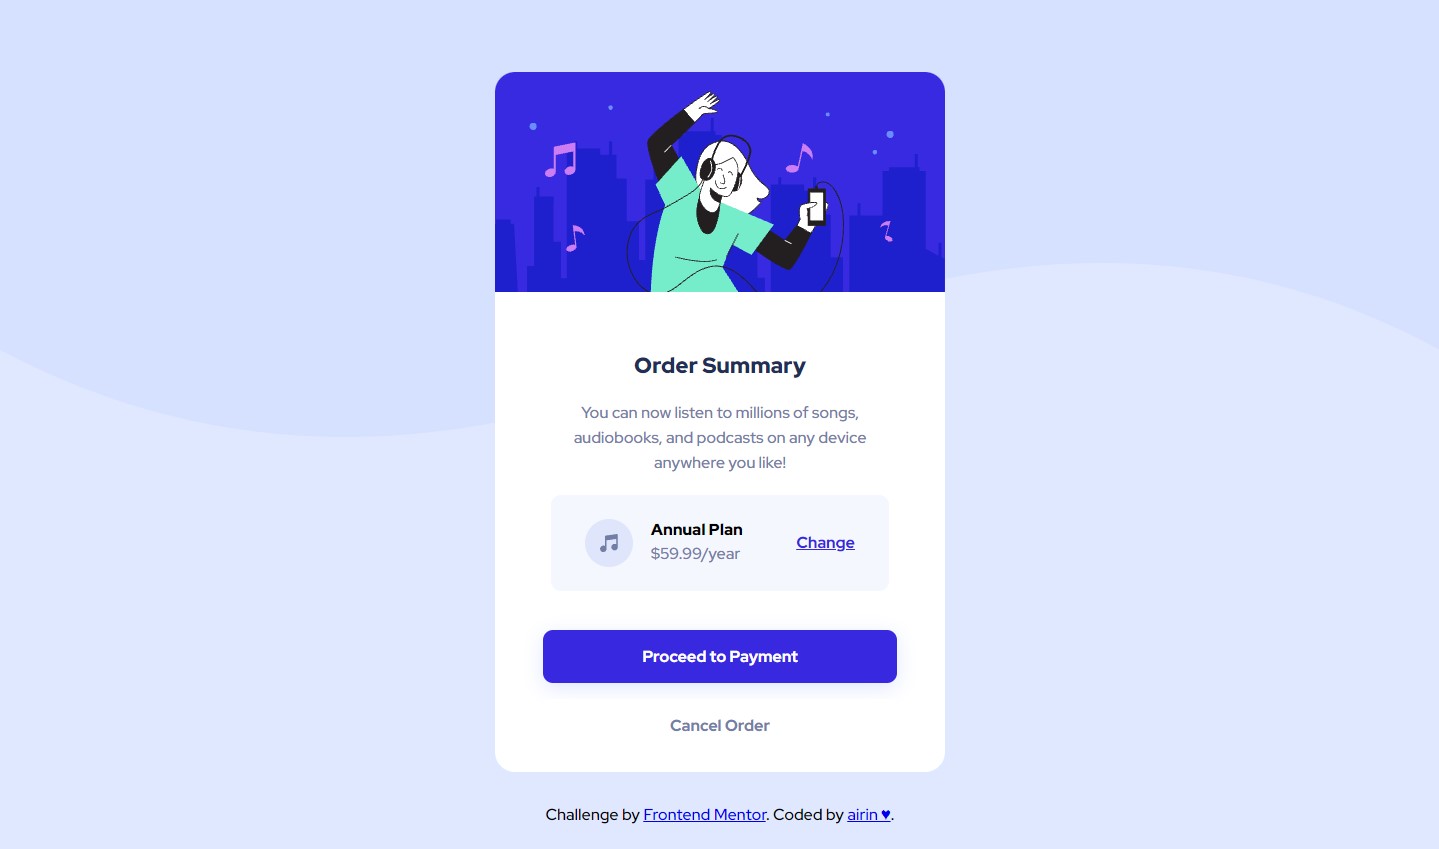 Order Summary
You can now listen to millions of songs,
audiobooks, and podcasts on any device
anywhere you like!
Annual Plan
$59.99/year
Change
Proceed to Payment
Cancel Order
Challenge by Frontend Mentor. Coded by airin ♥.